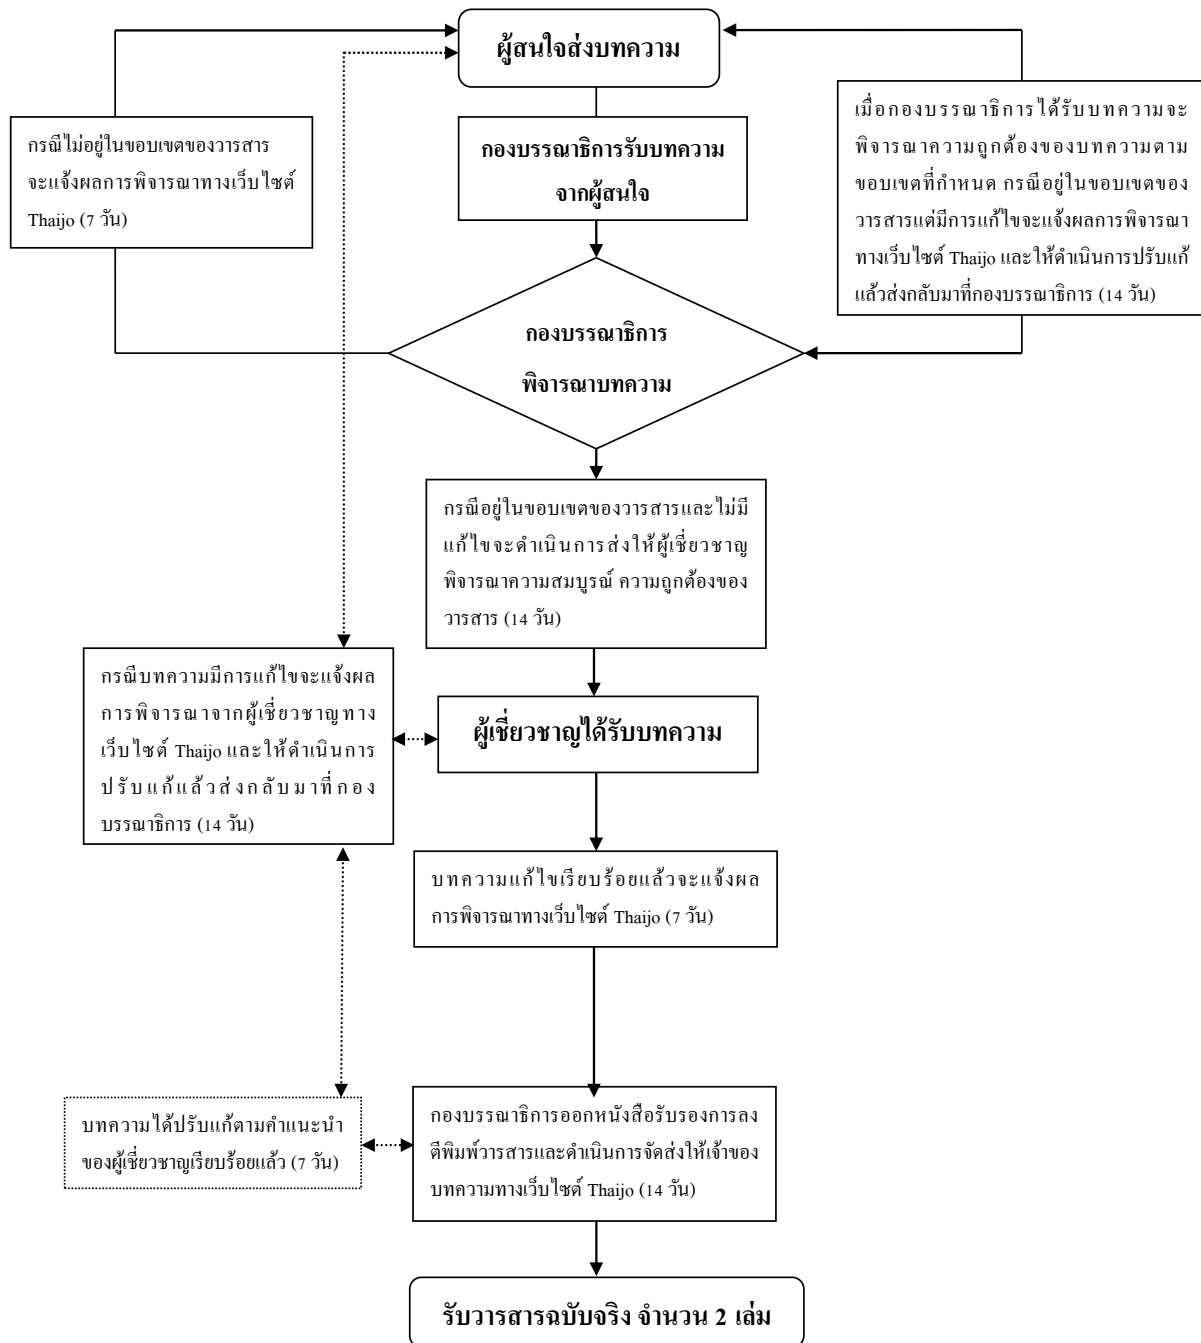 ผู้สนใจส่งบทความ
กรณีไม่อยู่ในขอบเขตของวารสาร
จะแจ้งผลการพิจารณาทางเว็บไซต์
Thaijo (7 วัน)
กองบรรณาธิการรับบทความ
จากผู้สนใจ
เมื่อกองบรรณาธิการได้รับบทความจะ
พิจารณาความถูกต้องของบทความตาม
ขอบเขตที่กำหนด กรณีอยู่ในขอบเขตของ
วารสารแต่มีการแก้ไขจะแจ้งผลการพิจารณา
ทางเว็บไซต์ Thaijo และให้ดำเนินการปรับแก้
แล้วส่งกลับมาที่กองบรรณาธิการ (14 วัน)
กองบรรณาธิการ
พิจารณาบทความ
กรณีอยู่ในขอบเขตของวารสารและไม่มี
แก้ไขจะดำเนินการส่งให้ผู้เชี่ยวชาญ
พิจารณาความสมบูรณ์ ความถูกต้องของ
วารสาร (14 วัน)
กรณีบทความมีการแก้ไขจะแจ้งผล
การพิจารณาจากผู้เชี่ยวชาญทาง
เว็บไซต์ Thaijo และให้ดำเนินการ
ปรับแก้แล้วส่งกลับมาที่กอง
บรรณาธิการ (14 วัน)
ผู้เชี่ยวชาญได้รับบทความ
บทความแก้ไขเรียบร้อยแล้วจะแจ้งผล
การพิจารณาทางเว็บไซต์ Thaijo (7 วัน)
บทความได้ปรับแก้ตามคำแนะนำ
ของผู้เชี่ยวชาญเรียบร้อยแล้ว (7 วัน)
กองบรรณาธิการออกหนังสือรับรองการลง
ตีพิมพ์วารสารและดำเนินการจัดส่งให้เจ้าของ
บทความทางเว็บไซต์ Thaijo (14 วัน)
รับวารสารฉบับจริง จำนวน 2 เล่ม